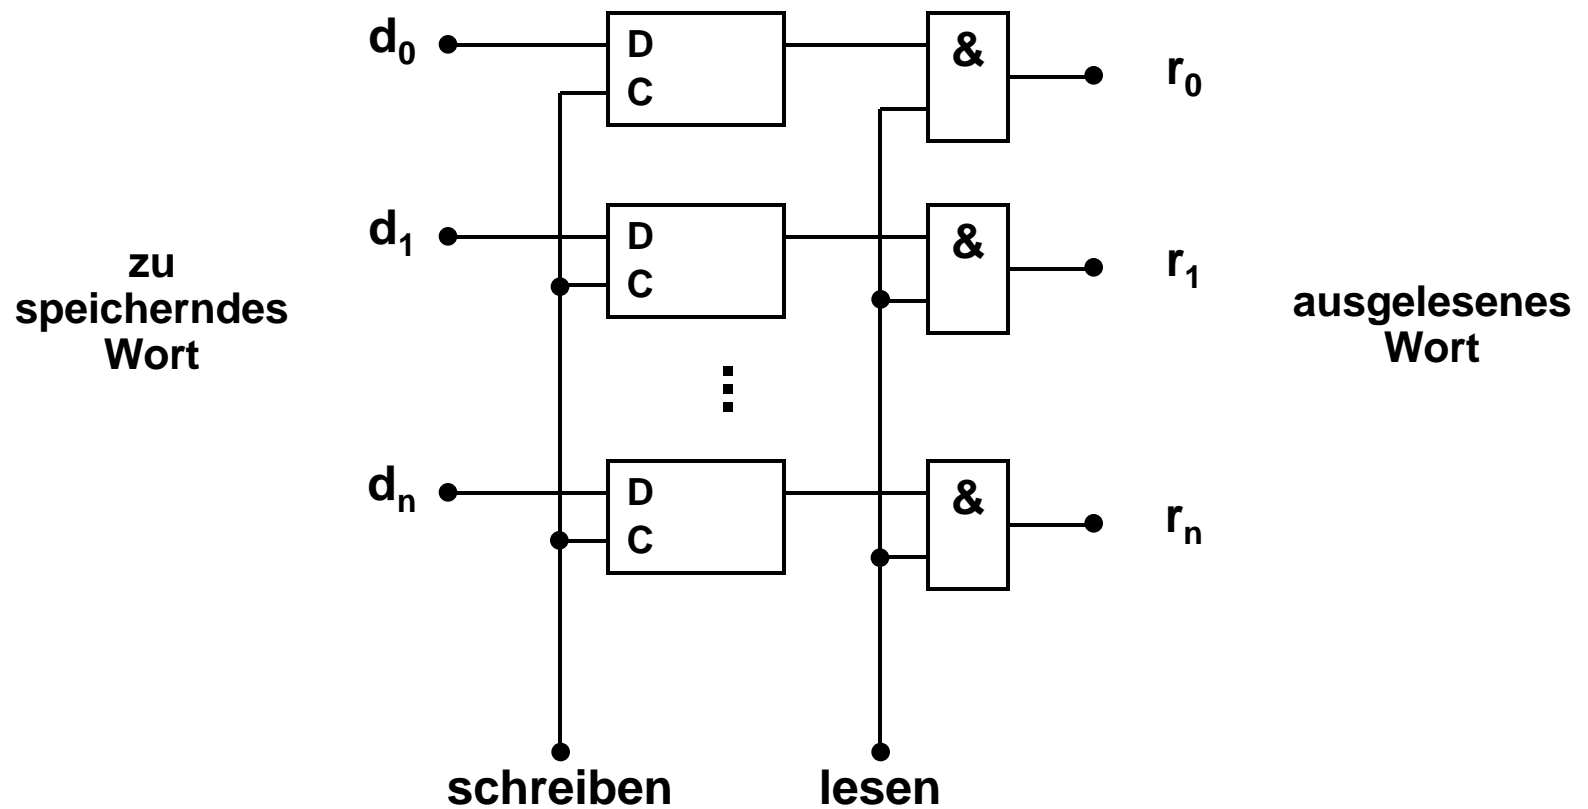 d0
D
C
&
r0
d1
D
C
&
r1
zu
speicherndes
Wort
ausgelesenes
Wort
dn
D
C
&
rn
schreiben
lesen